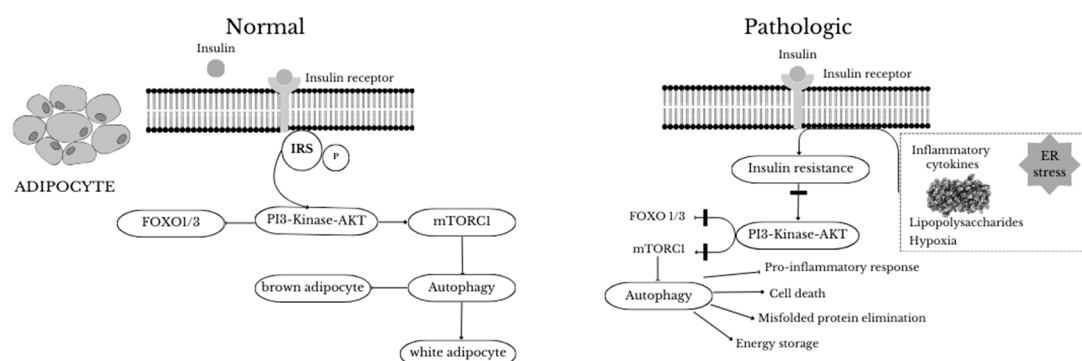 Normal
Insulin
Insulin receptor
ADIPOCYTE
IRS
P
FOXO1/3
PI3-Kinase-AKT
mTORC1
brown adipocyte
Autophagy
white adipocyte
Pathologic
Insulin
Insulin receptor
Insulin resistance
Inflammatory
cytokines
ER
stress
Lipopolysaccharides
Hypoxia
FOXO 1/3
PI3-Kinase-AKT
mTORC1
Autophagy
Pro-inflammatory response
Cell death
Misfolded protein elimination
Energy storage